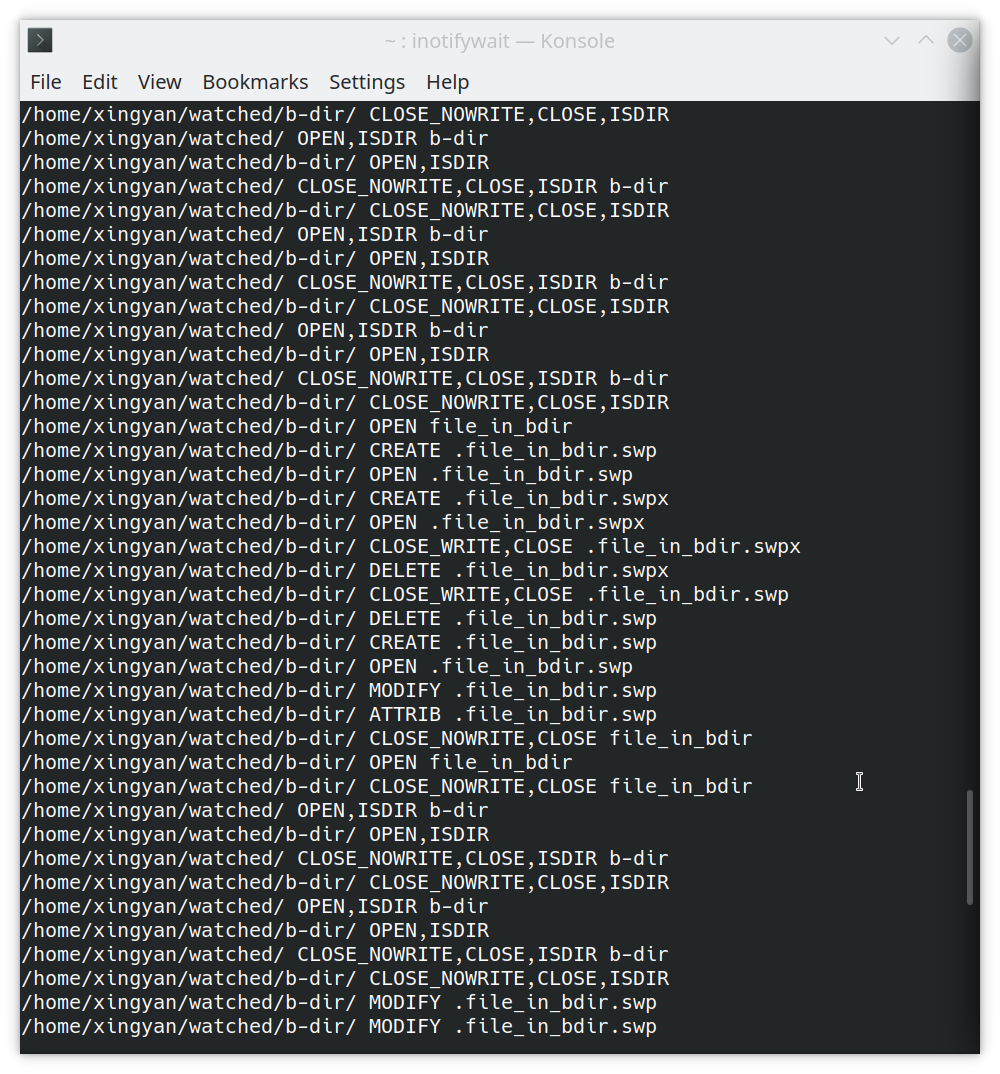 ~ : inotifywait — Konsole
File Edit View Bookmarks Settings Help
/home/xingyan/watched/b-dir/ CLOSE_NOWRITE,CLOSE,ISDIR
/home/xingyan/watched/ OPEN,ISDIR b-dir
/home/xingyan/watched/b-dir/ OPEN,ISDIR
/home/xingyan/watched/ CLOSE_NOWRITE,CLOSE,ISDIR b-dir
/home/xingyan/watched/b-dir/ CLOSE_NOWRITE,CLOSE,ISDIR
/home/xingyan/watched/ OPEN,ISDIR b-dir
/home/xingyan/watched/b-dir/ OPEN,ISDIR
/home/xingyan/watched/ CLOSE_NOWRITE,CLOSE,ISDIR b-dir
/home/xingyan/watched/b-dir/ CLOSE_NOWRITE,CLOSE,ISDIR
/home/xingyan/watched/ OPEN,ISDIR b-dir
/home/xingyan/watched/b-dir/ OPEN,ISDIR
/home/xingyan/watched/ CLOSE_NOWRITE,CLOSE,ISDIR b-dir
/home/xingyan/watched/b-dir/ CLOSE_NOWRITE,CLOSE,ISDIR
/home/xingyan/watched/b-dir/ OPEN file_in_bdir
/home/xingyan/watched/b-dir/ CREATE .file_in_bdir.swp
/home/xingyan/watched/b-dir/ OPEN .file_in_bdir.swp
/home/xingyan/watched/b-dir/ CREATE .file_in_bdir.swpx
/home/xingyan/watched/b-dir/ OPEN .file_in_bdir.swpx
/home/xingyan/watched/b-dir/ CLOSE_WRITE,CLOSE .file_in_bdir.swpx
/home/xingyan/watched/b-dir/ DELETE .file_in_bdir.swpx
/home/xingyan/watched/b-dir/ CLOSE_WRITE,CLOSE .file_in_bdir.swp
/home/xingyan/watched/b-dir/ DELETE .file_in_bdir.swp
/home/xingyan/watched/b-dir/ CREATE .file_in_bdir.swp
/home/xingyan/watched/b-dir/ OPEN .file_in_bdir.swp
/home/xingyan/watched/b-dir/ MODIFY .file_in_bdir.swp
/home/xingyan/watched/b-dir/ ATTRIB .file_in_bdir.swp
/home/xingyan/watched/b-dir/ CLOSE_NOWRITE,CLOSE file_in_bdir
/home/xingyan/watched/b-dir/ OPEN file_in_bdir
/home/xingyan/watched/b-dir/ CLOSE_NOWRITE,CLOSE file_in_bdir
/home/xingyan/watched/ OPEN,ISDIR b-dir
/home/xingyan/watched/b-dir/ OPEN,ISDIR
/home/xingyan/watched/ CLOSE_NOWRITE,CLOSE,ISDIR b-dir
/home/xingyan/watched/b-dir/ CLOSE_NOWRITE,CLOSE,ISDIR
/home/xingyan/watched/ OPEN,ISDIR b-dir
/home/xingyan/watched/b-dir/ OPEN,ISDIR
/home/xingyan/watched/ CLOSE_NOWRITE,CLOSE,ISDIR b-dir
/home/xingyan/watched/b-dir/ CLOSE_NOWRITE,CLOSE,ISDIR
/home/xingyan/watched/b-dir/ MODIFY .file_in_bdir.swp
/home/xingyan/watched/b-dir/ MODIFY .file_in_bdir.swp